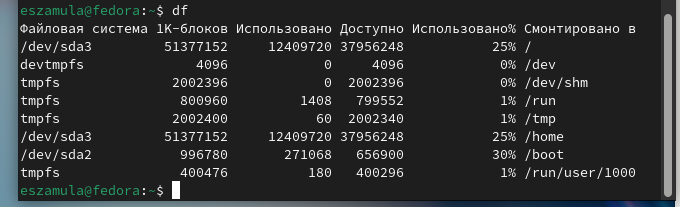 eszamula@fedora:~$ df
Файловая система 1K-блоков Использовано Доступно Использовано% Смонтировано в
/dev/sda3         51377152     12409720 37956248           25% /
devtmpfs              4096            0     4096            0% /dev
tmpfs              2002396            0  2002396            0% /dev/shm
tmpfs               800960         1408   799552            1% /run
tmpfs              2002400           60  2002340            1% /tmp
/dev/sda3         51377152     12409720 37956248           25% /home
/dev/sda2           996780       271068   656900           30% /boot
tmpfs               400476          180   400296            1% /run/user/1000
eszamula@fedora:~$